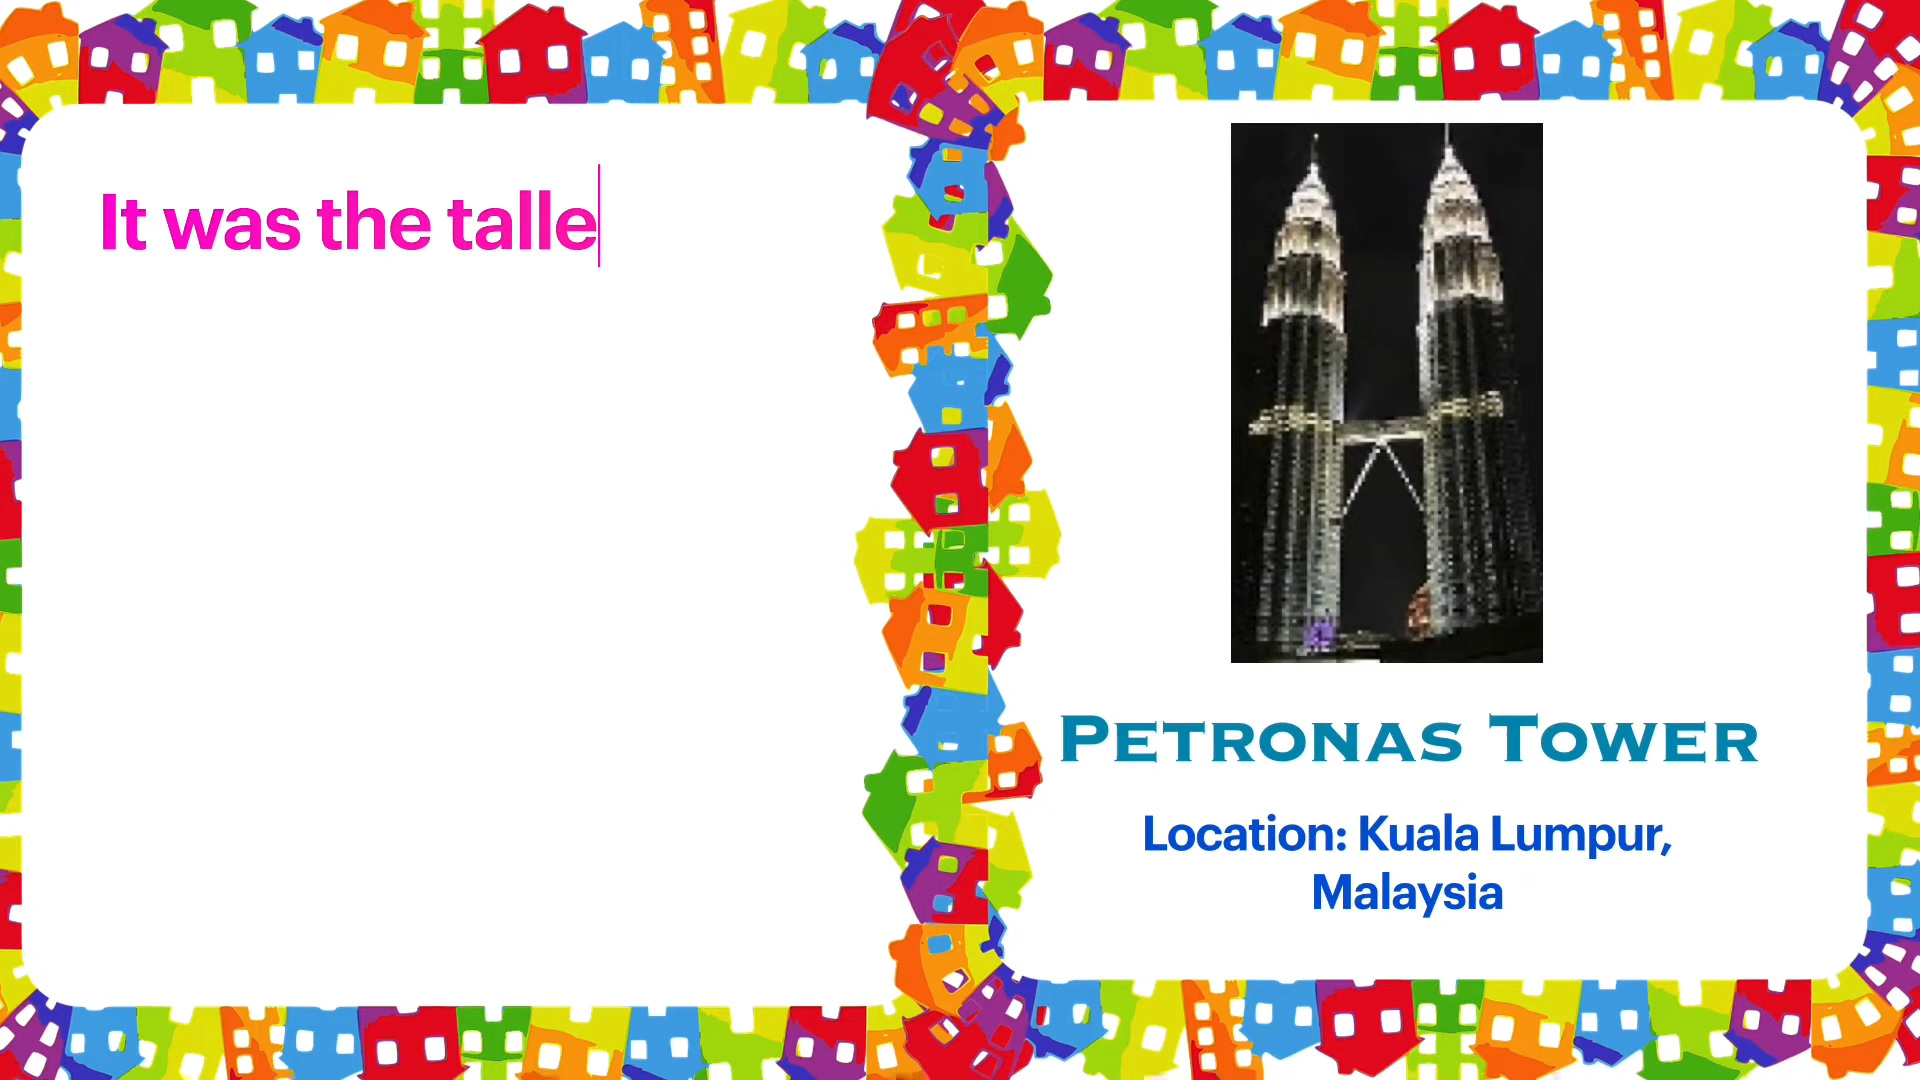 It was the talle
PETRONAS TOWER
Location: Kuala Lumpur,
Malaysia